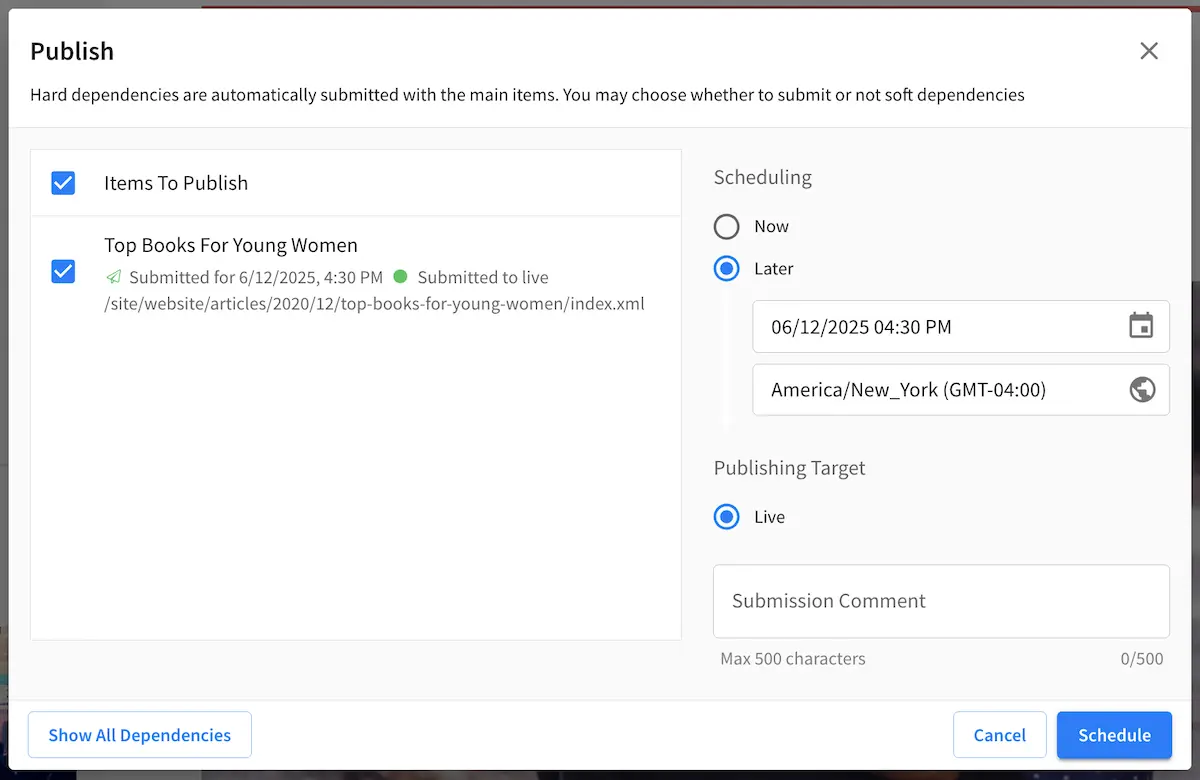 Publish
Hard dependencies are automatically submitted with the main items. You may choose whether to submit or not soft dependencies
Items To Publish
Top Books For Young Women
Submitted for 6/12/2025, 4:30 PM Submitted to live
/site/website/articles/2020/12/top-books-for-young-women/index.xml
Scheduling
Now
Later
06/12/2025 04:30 PM
America/New_York (GMT-04:00)
Publishing Target
Live
Submission Comment
Max 500 characters 0/500
Show All Dependencies
Cancel
Schedule